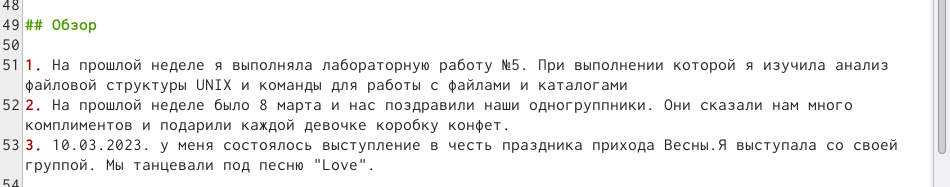 48
49 ## Обзор
50
51 1. На прошлой неделе я выполняла лабораторную работу №5. При выполнении которой я изучила анализ
файловой структуры UNIX и команды для работы с файлами и каталогами
52 2. На прошлой неделе было 8 марта и нас поздравили наши одногруппники. Они сказали нам много
комплиментов и подарили каждой девочке коробку конфет.
53 3. 10.03.2023. у меня состоялось выступление в честь праздника прихода Весны.Я выступала со своей
группой. Мы танцевали под песню "Love".
54